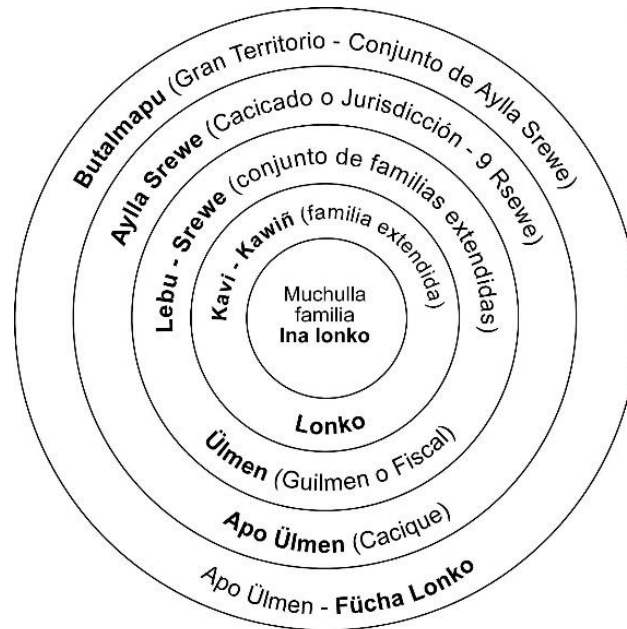 Butalmapu (Gran Territorio - Conjunto de Aylla Srewe)
Aylla Srewe (Cacicado o Jurisdicción - 9 Rsewe)
Lebu - Srewe (conjunto de familias extendidas)
Kavi - Kawiñ (familia extendida)
Muchulla
familia
Ina lonko
Lonko
Ülmen (Guilmen o Fiscal)
Apo Ülmen (Cacique)
Apo Ülmen - Fücha Lonko